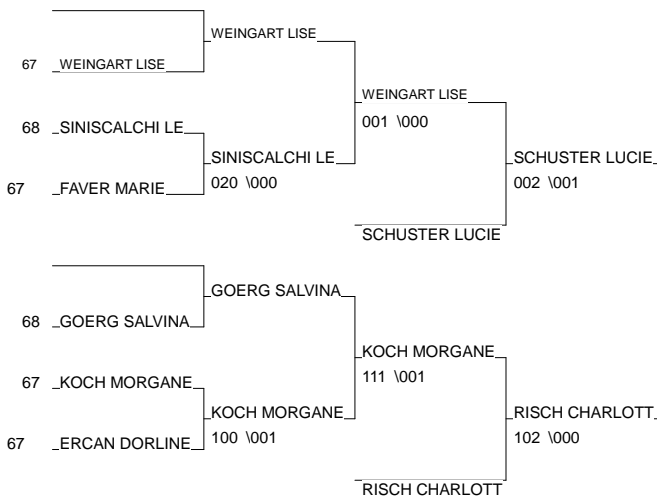 WEINGART LISE
67 WEINGART LISE
WEINGART LISE
001 \000
68 SINISCALCHI LE
SINISCALCHI LE
020 \000
SCHUSTER LUCIE
002 \001
67 FAVER MARIE
SCHUSTER LUCIE
GOERG SALVINA
68 GOERG SALVINA
KOCH MORGANE
111 \001
67 KOCH MORGANE
KOCH MORGANE
100 \001
RISCH CHARLOTT
102 \000
67 ERCAN DORLINE
RISCH CHARLOTT